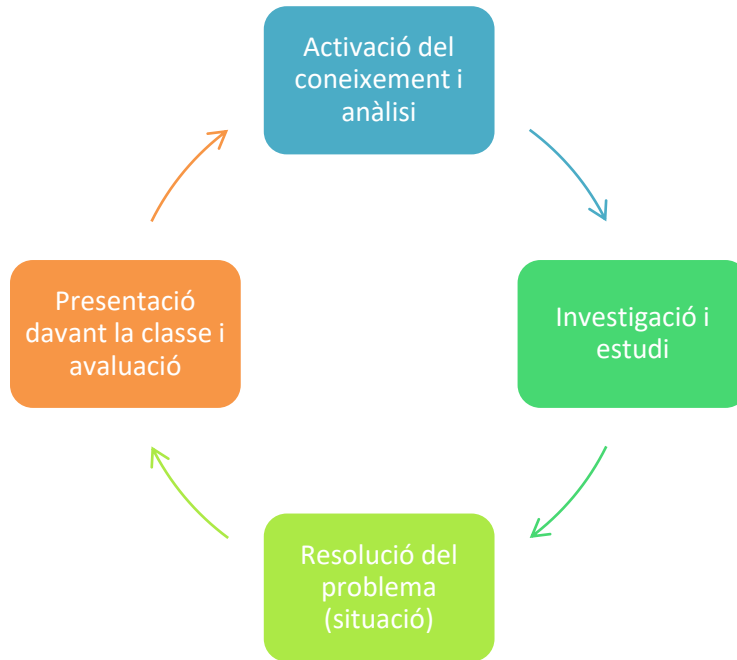 Activació del
coneixement i
anàlisi
Investigació i
estudi
Resolució del
problema
(situació)
Presentació
davant la classe i
avaluació